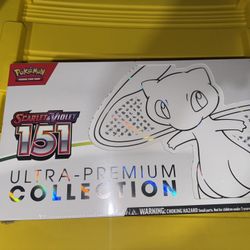 Pokémon
SCARLET & VIOLET
151
ULTRA-PREMIUM
COLLECTION
WARNING: CHOKING HAZARD